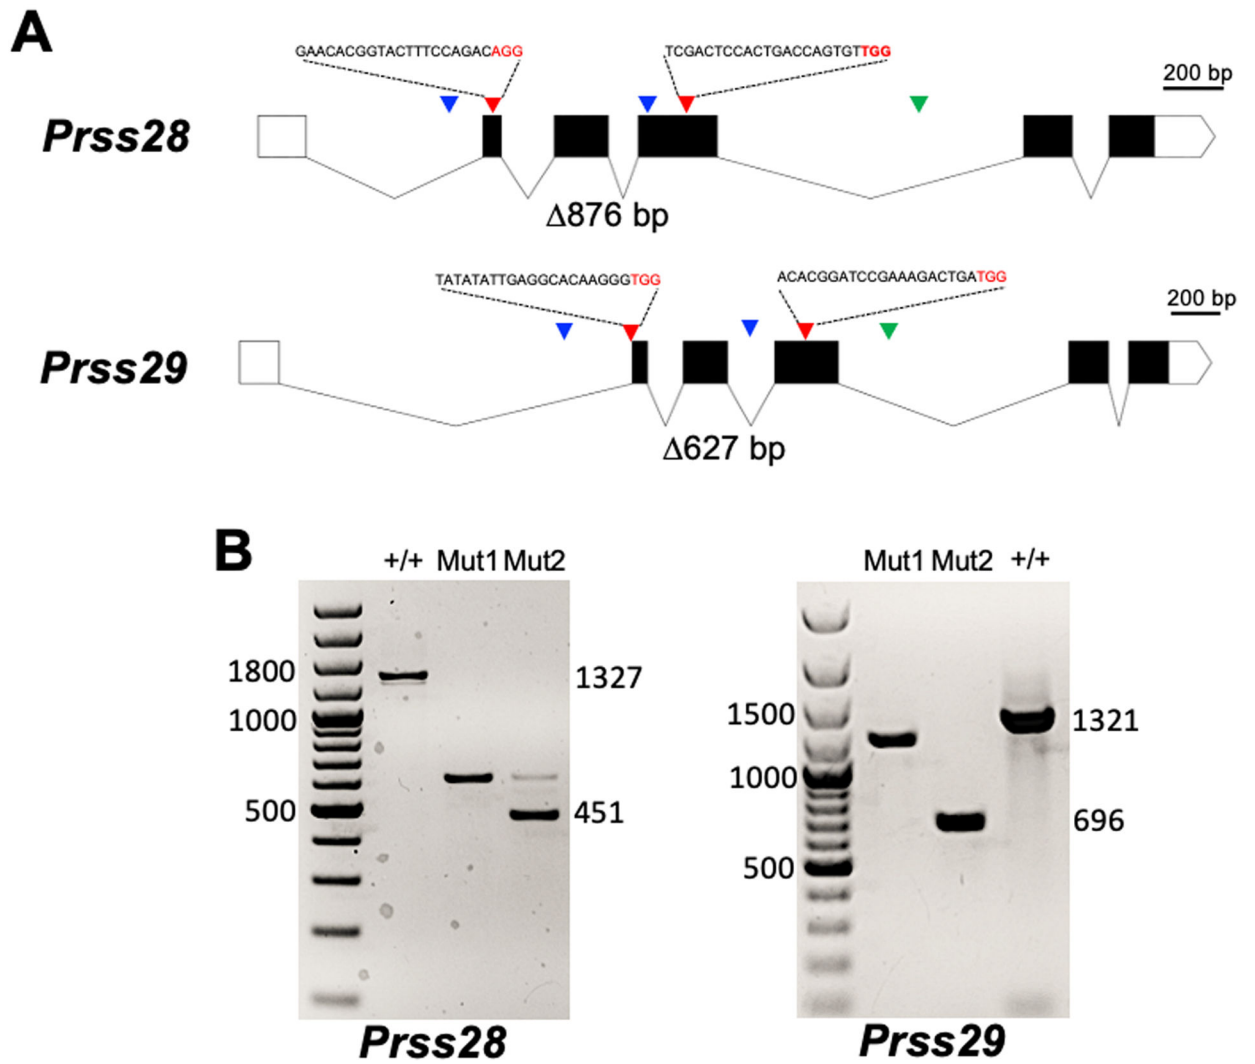 A
GAACACGGTACTTTCCAGACAGG
TCGACTCCACTGACCAGTGTTGG
200 bp
Prss28
Δ876 bp
TATATATTGAGGCACAAGGGTGG
ACACGGATCCGAAAGACTGATGG
200 bp
Prss29
Δ627 bp
B
+/+ Mut1 Mut2
1800
1000
500
1327
451
Prss28
Mut1 Mut2 +/+
1500
1000
500
1321
696
Prss29